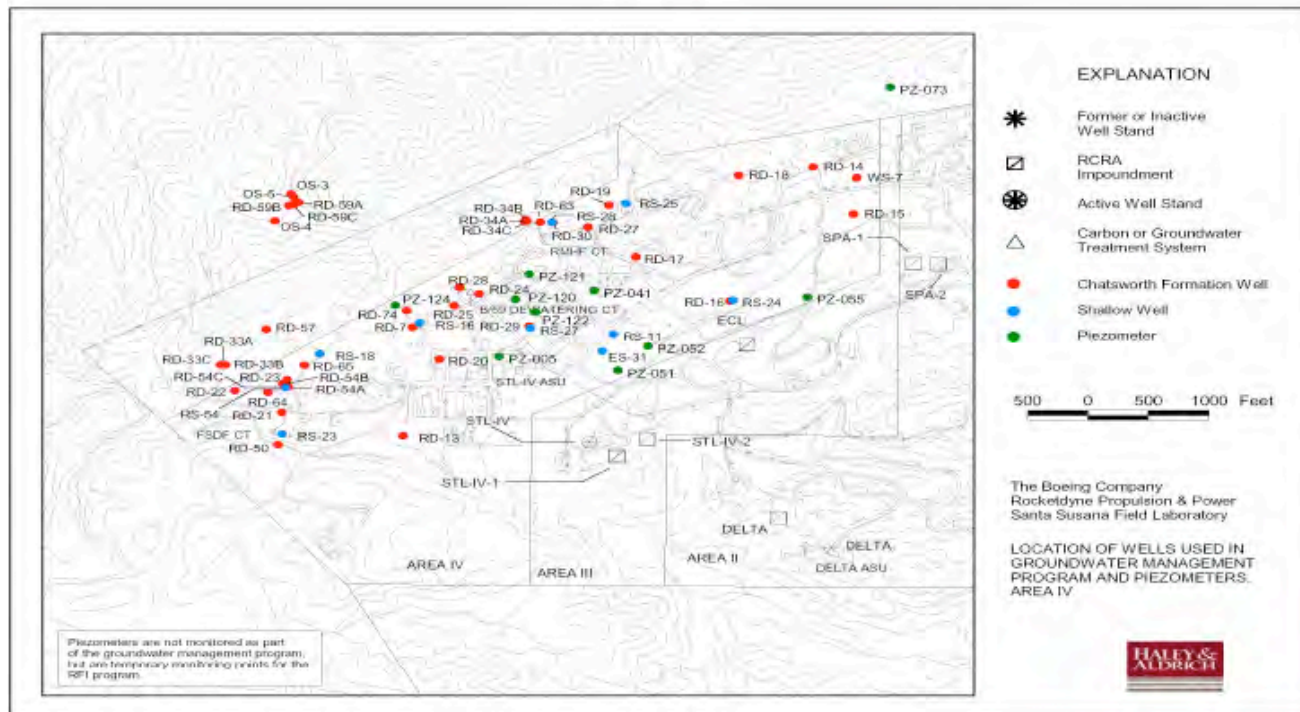 PZ-073
OS-3
OS-5
RD-59A
RD-59B
RD-59C
OS-4
RD-18
RD-14
WS-7
RD-19
RS-25
RD-34B
RD-63
RS-28
RD-34A
RD-34C
RD-30
RD-27
RD-15
SPA-1
SPA-2
RMHF CT
RD-17
PZ-121
RD-28
RD-24
PZ-041
PZ-124
PZ-120
RD-16
RS-24
PZ-055
RD-74
RD-25
B/59 DEWATERING CT
PZ-122
RD-7
RS-16
RD-29
RS-27
ECL
RD-57
RS-11
RD-33A
RS-18
PZ-052
ES-31
RD-33C
RD-33B
RD-65
RD-20
PZ-005
PZ-051
RD-54C
RD-23
RD-54B
STL-IV ASU
RD-22
RD-54A
RD-64
RS-54
RD-21
STL-IV
FSDF CT
RS-23
RD-13
STL-IV-2
RD-50
STL-IV-1
DELTA
DELTA
DELTA ASU
AREA IV
AREA III
AREA II
Piezometers are not monitored as part
of the groundwater management program,
but are temporary monitoring points for the
RFI program.
EXPLANATION
Former or Inactive
Well Stand
RCRA
Impoundment
Active Well Stand
Carbon or Groundwater
Treatment System
Chatsworth Formation Well
Shallow Well
Piezometer
500 0 500 1000 Feet
The Boeing Company
Rocketdyne Propulsion & Power
Santa Susana Field Laboratory
LOCATION OF WELLS USED IN
GROUNDWATER MANAGEMENT
PROGRAM AND PIEZOMETERS.
AREA IV
HALEY &
ALDRICH